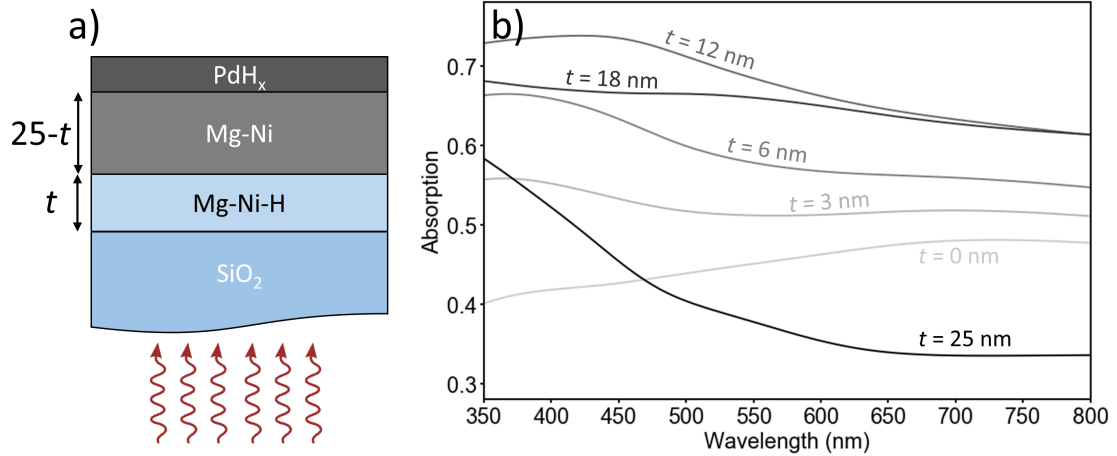 a)
PdHx
25-t
Mg-Ni
t
Mg-Ni-H
SiO2
b)
Absorption
0.7
0.6
0.5
0.4
0.3
t = 12 nm
t = 18 nm
t = 6 nm
t = 3 nm
t = 0 nm
t = 25 nm
350 400 450 500 550 600 650 700 750 800
Wavelength (nm)